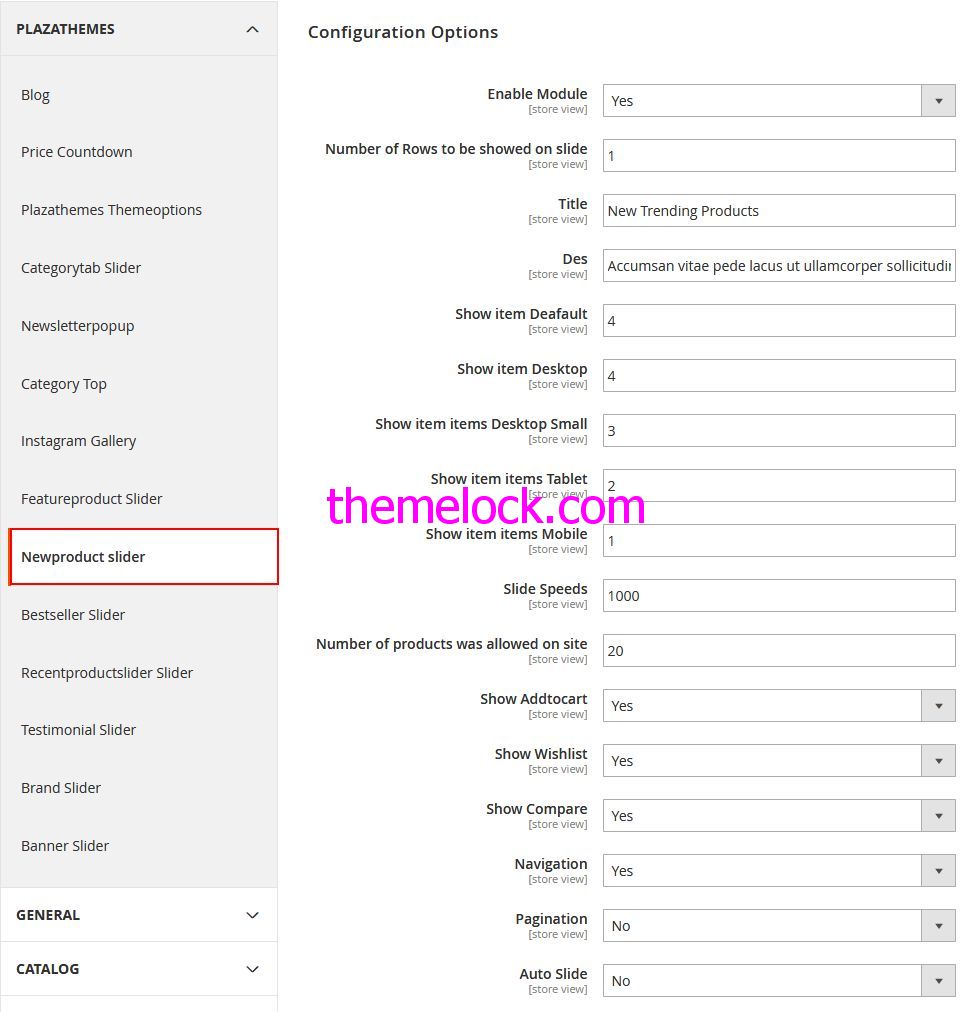 PLAZATHEMES
Blog
Price Countdown
Plazathemes Themeoptions
Categorytab Slider
Newsletterpopup
Category Top
Instagram Gallery
Featureproduct Slider
Newproduct slider
Bestseller Slider
Recentproductslider Slider
Testimonial Slider
Brand Slider
Banner Slider
GENERAL
CATALOG
Configuration Options
Enable Module
[store view]
Yes
Number of Rows to be showed on slide
[store view]
1
Title
[store view]
New Trending Products
Des
[store view]
Accumsan vitae pede lacus ut ullamcorper sollicitudin
Show item Deafault
[store view]
4
Show item Desktop
[store view]
4
Show item items Desktop Small
[store view]
3
Show item items Tablet
[store view]
2
themelock.com
Show item items Mobile
[store view]
1
Slide Speeds
[store view]
1000
Number of products was allowed on site
[store view]
20
Show Addtocart
[store view]
Yes
Show Wishlist
[store view]
Yes
Show Compare
[store view]
Yes
Navigation
[store view]
Yes
Pagination
[store view]
No
Auto Slide
[store view]
No